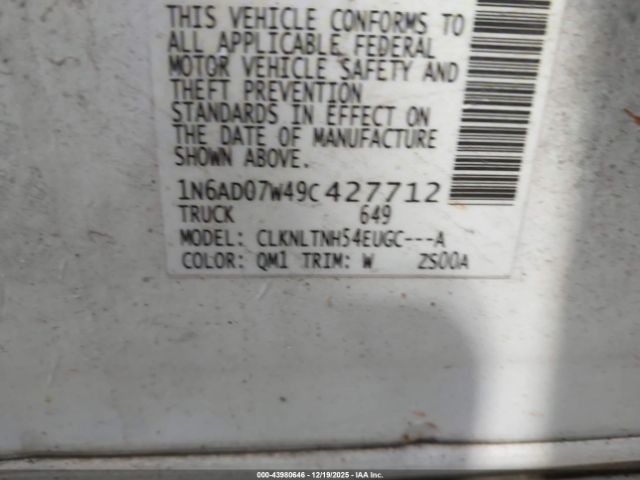 THIS VEHICLE CONFORMS TO
ALL APPLICABLE FEDERAL
MOTOR VEHICLE SAFETY AND
THEFT PREVENTION
STANDARDS IN EFFECT ON
THE DATE OF MANUFACTURE
SHOWN ABOVE.
1N6AD07W49C427712
TRUCK 649
MODEL: CLKNLTNH54EUGC---A
COLOR: QM1 TRIM: W ZS00A
000-43980646 - 12/19/2025 - IAA Inc.